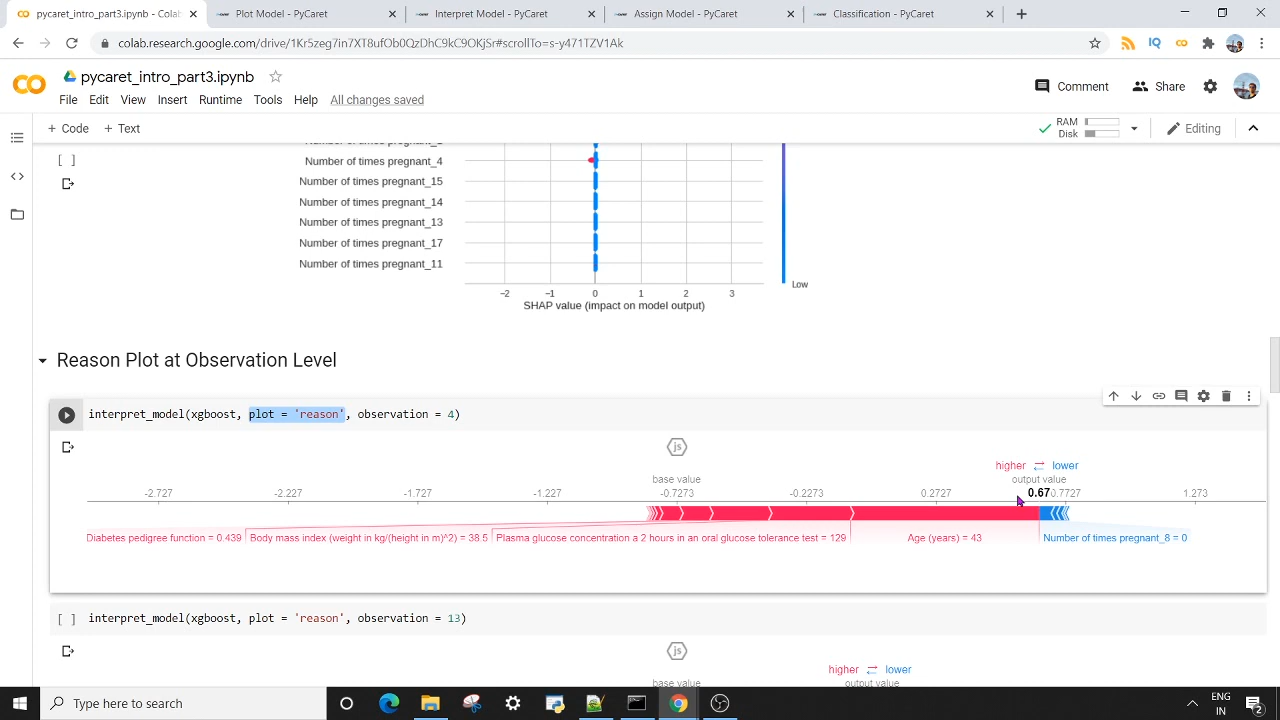 pycaret_intro_part3.ipynb - Colab
Plot Model - PyCaret
Interpret Model - PyCaret
Assign Model - PyCaret
Classification - PyCaret
colab.research.google.com/drive/1Kr5zeg7in7XT8ufOb0QzDhC9kC9OKjSr#scrollTo=s-y471TZV1Ak
IQ
pycaret_intro_part3.ipynb
File Edit View Insert Runtime Tools Help All changes saved
Comment
Share
+ Code + Text
RAM
Disk
Editing
[ ]
Number of times pregnant_4
Number of times pregnant_15
Number of times pregnant_14
Number of times pregnant_13
Number of times pregnant_17
Number of times pregnant_11
−2 −1 0 1 2 3
SHAP value (impact on model output)
Low
Reason Plot at Observation Level
interpret_model(xgboost, plot = 'reason', observation = 4)
js
higher lower
base value output value
-2.727 -2.227 -1.727 -1.227 -0.7273 -0.2273 0.2727 0.67 0.7727 1.273
Diabetes pedigree function = 0.439 Body mass index (weight in kg/(height in m)^2) = 38.5 Plasma glucose concentration a 2 hours in an oral glucose tolerance test = 129 Age (years) = 43 Number of times pregnant_8 = 0
[ ] interpret_model(xgboost, plot = 'reason', observation = 13)
js
higher lower
base value output value
Type here to search
ENG
IN
2